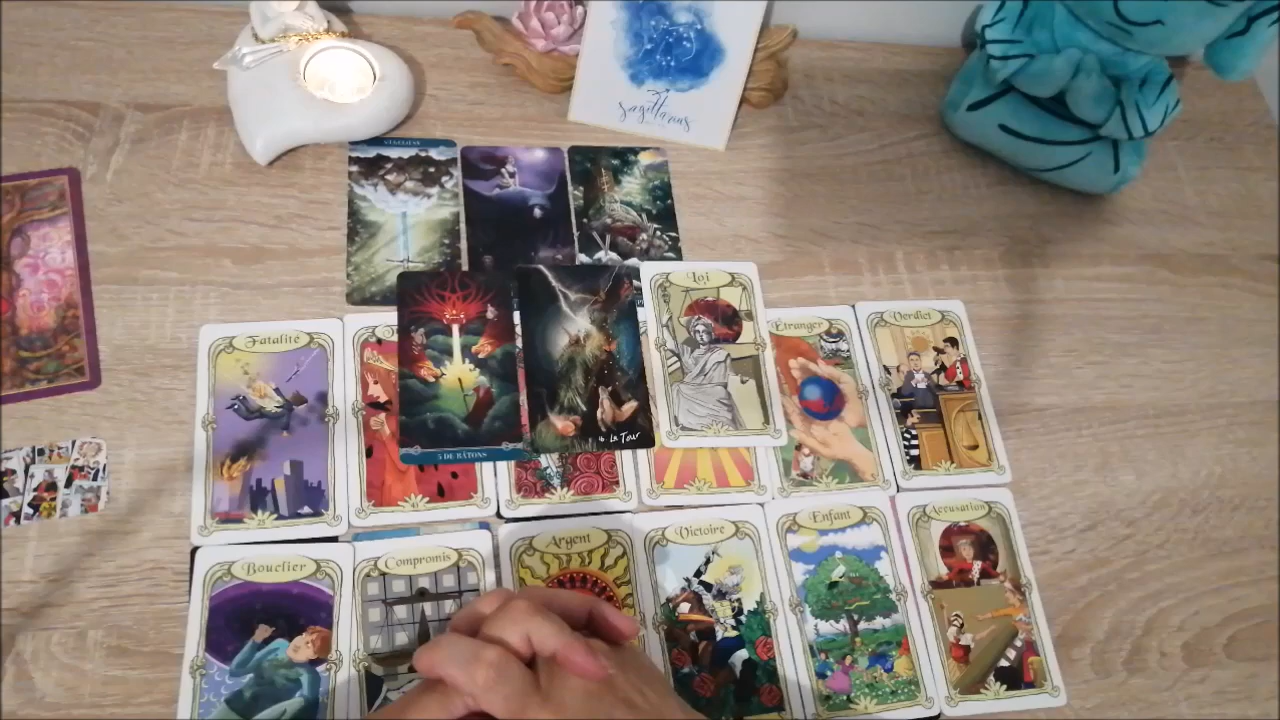 Sagittarius
Loi
Fatalité
Étranger
Verdict
5 DE BÂTONS
16 La Tour
Bouclier
Compromis
Argent
Victoire
Enfant
Accusation